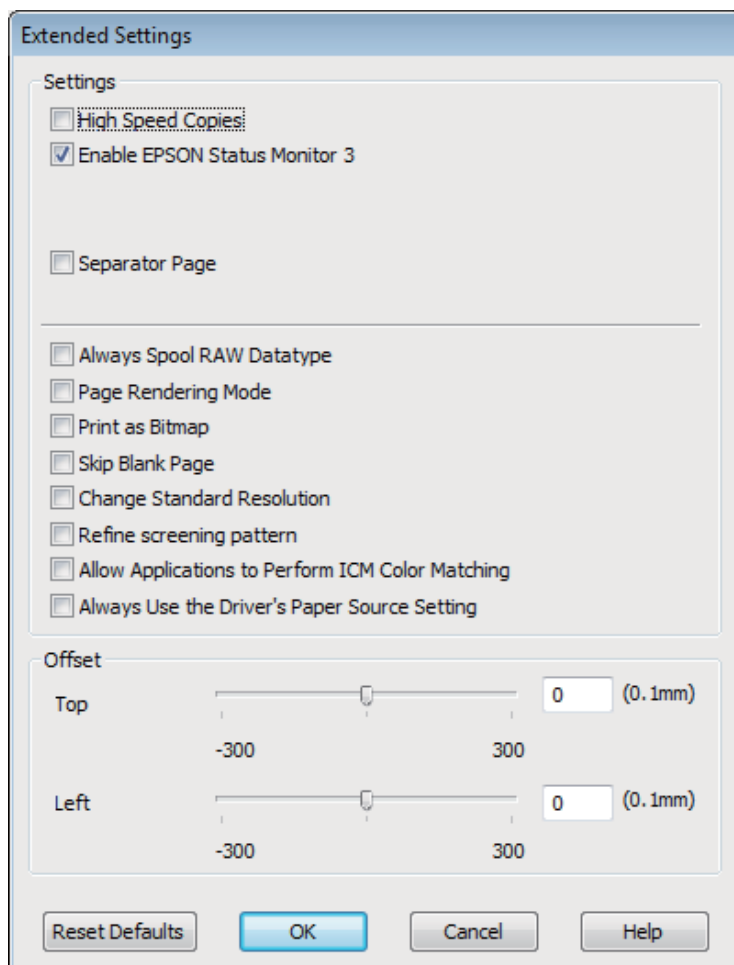 Extended Settings
Settings
High Speed Copies
Enable EPSON Status Monitor 3
Separator Page
Always Spool RAW Datatype
Page Rendering Mode
Print as Bitmap
Skip Blank Page
Change Standard Resolution
Refine screening pattern
Allow Applications to Perform ICM Color Matching
Always Use the Driver's Paper Source Setting
Offset
Top 0 (0.1mm)
-300 300
Left 0 (0.1mm)
-300 300
Reset Defaults OK Cancel Help